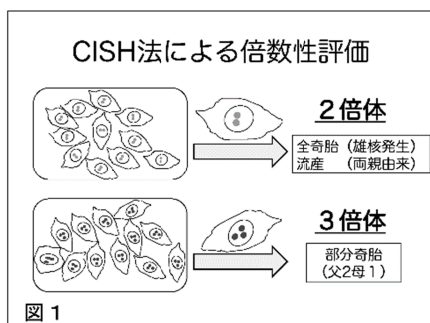 CISH法による倍数性評価
2倍体
全奇胎（雄核発生）
流産　（両親由来）
3倍体
部分奇胎
（父2母1）
図1